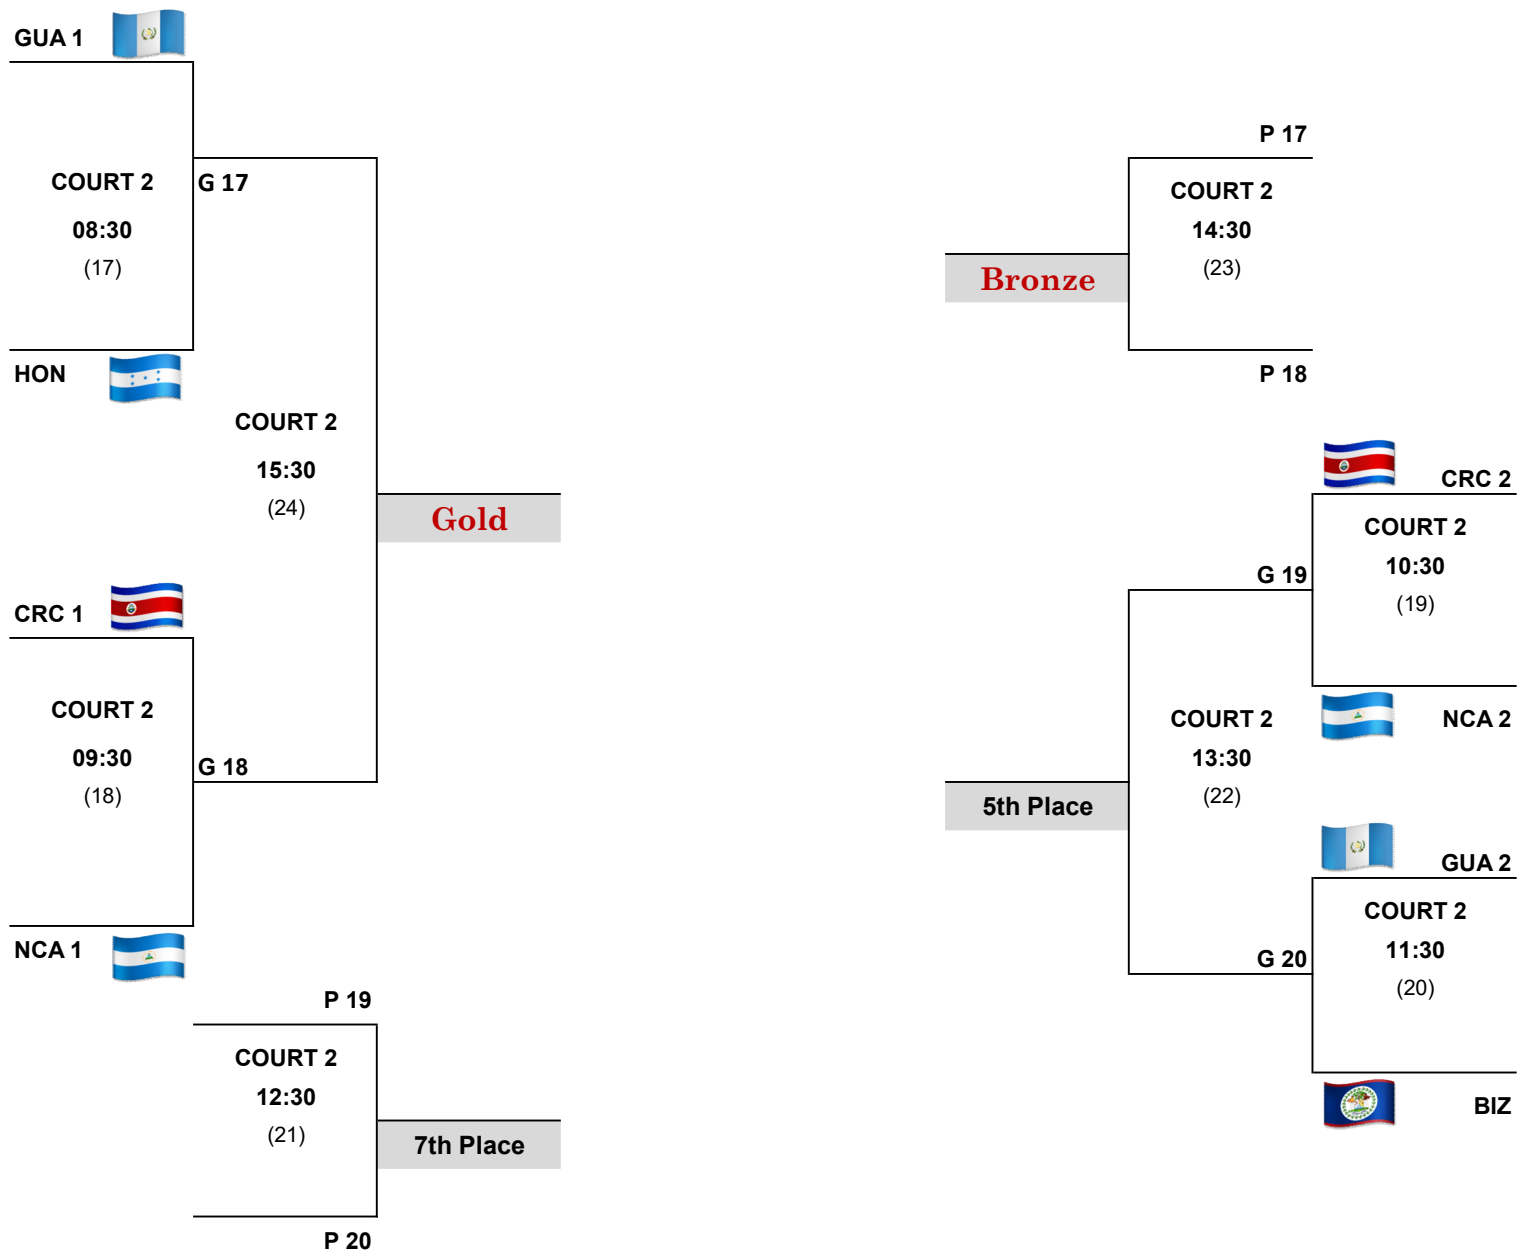 GUA 1
COURT 2
08:30
(17)
G 17
HON
COURT 2
15:30
(24)
Gold
CRC 1
COURT 2
09:30
(18)
G 18
NCA 1
P 19
COURT 2
12:30
(21)
7th Place
P 20
P 17
COURT 2
14:30
(23)
Bronze
P 18
CRC 2
COURT 2
10:30
(19)
G 19
NCA 2
COURT 2
13:30
(22)
5th Place
GUA 2
COURT 2
11:30
(20)
G 20
BIZ